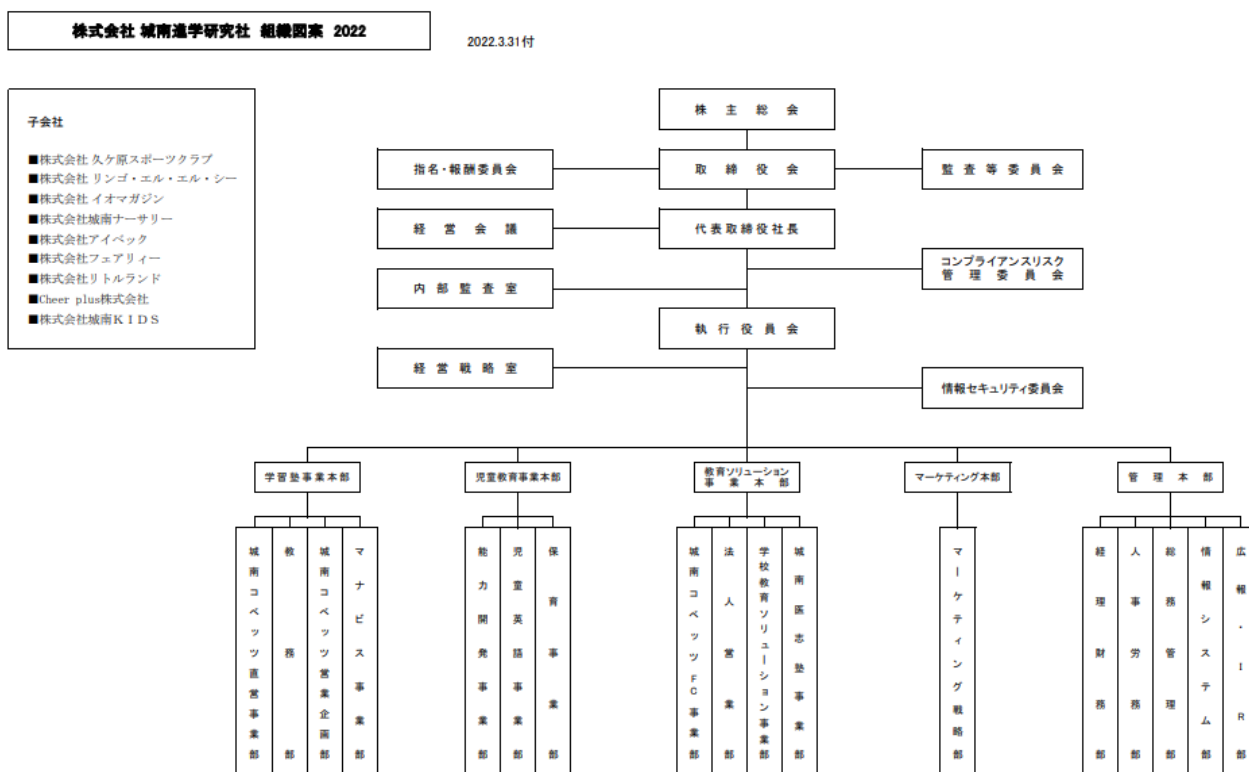 株式会社 城南進学研究社 組織図案 2022
2022.3.31付
子会社
■株式会社 久ケ原スポーツクラブ
■株式会社 リンゴ・エル・エル・シー
■株式会社 イオマガジン
■株式会社城南ナーサリー
■株式会社アイベック
■株式会社フェアリィー
■株式会社リトルランド
■Cheer plus株式会社
■株式会社城南KIDS
株主総会
指名・報酬委員会
取締役会
監査等委員会
経営会議
代表取締役社長
コンプライアンスリスク
管理委員会
内部監査室
執行役員会
経営戦略室
情報セキュリティ委員会
学習塾事業本部
児童教育事業本部
教育ソリューション
事業本部
マーケティング本部
管理本部
城南コベッツ直営事業部
教務部
城南コベッツ営業企画部
マナビス事業部
能力開発事業部
児童英語事業部
保育事業部
城南コベッツFC事業部
法人営業部
学校教育ソリューション事業部
城南医志塾事業部
マーケティング戦略部
経理財務部
人事労務部
総務管理部
情報システム部
広報・IR部